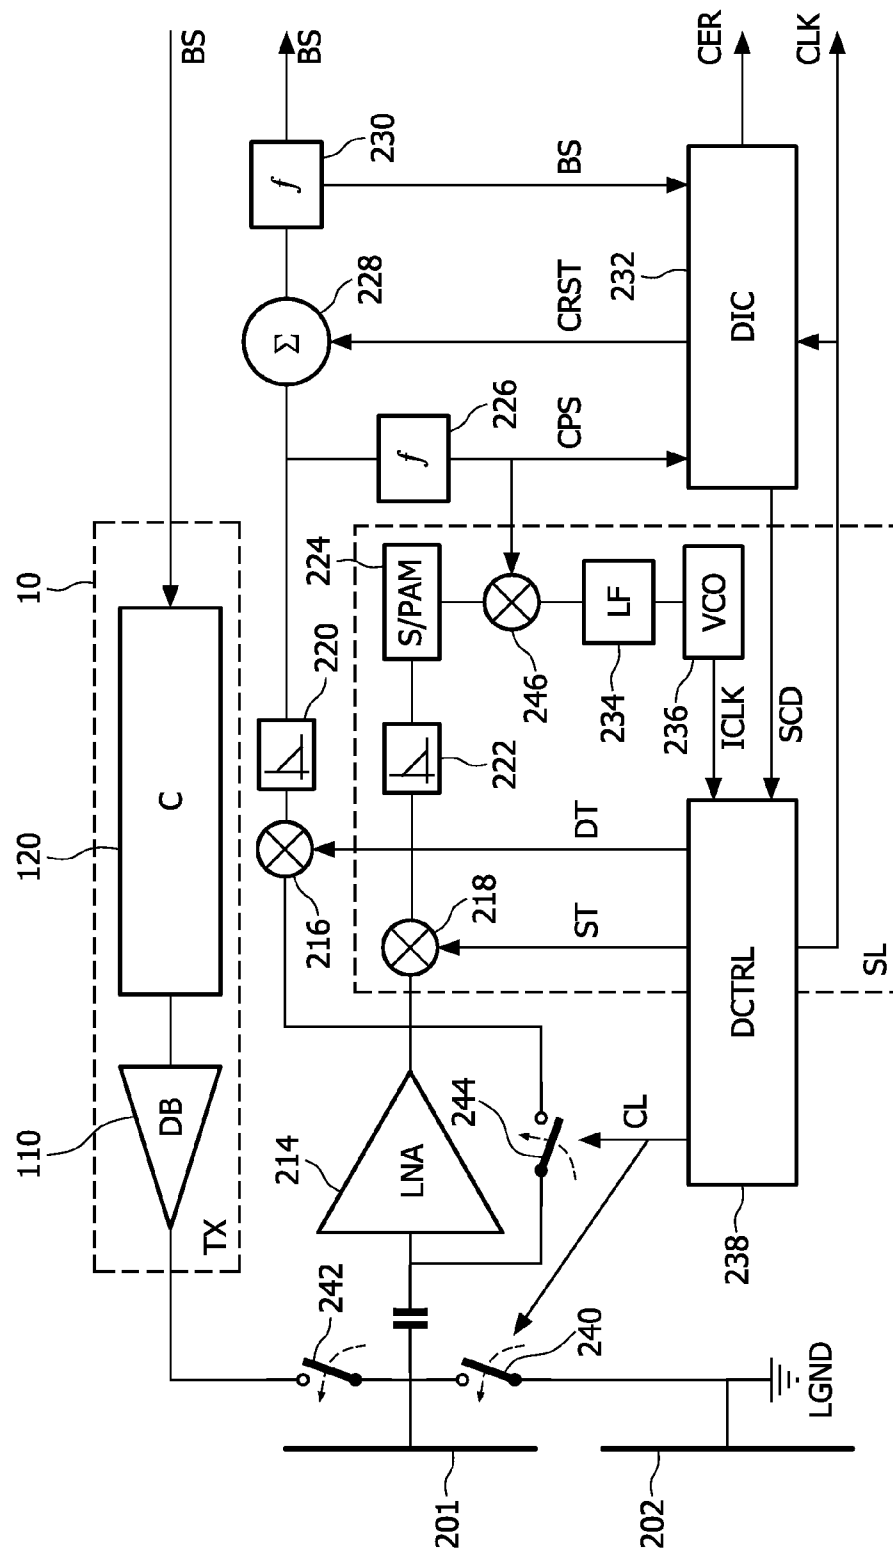 10
120
110
C
DB
TX
BS
BS
f
230
Σ
228
BS
CRST
CPS
f
226
232
DIC
CER
CLK
220
216
224
S/PAM
222
218
246
LF
234
VCO
236
ICLK
SCD
DT
ST
SL
LNA
214
244
CL
DCTRL
238
242
240
LGND
201
202